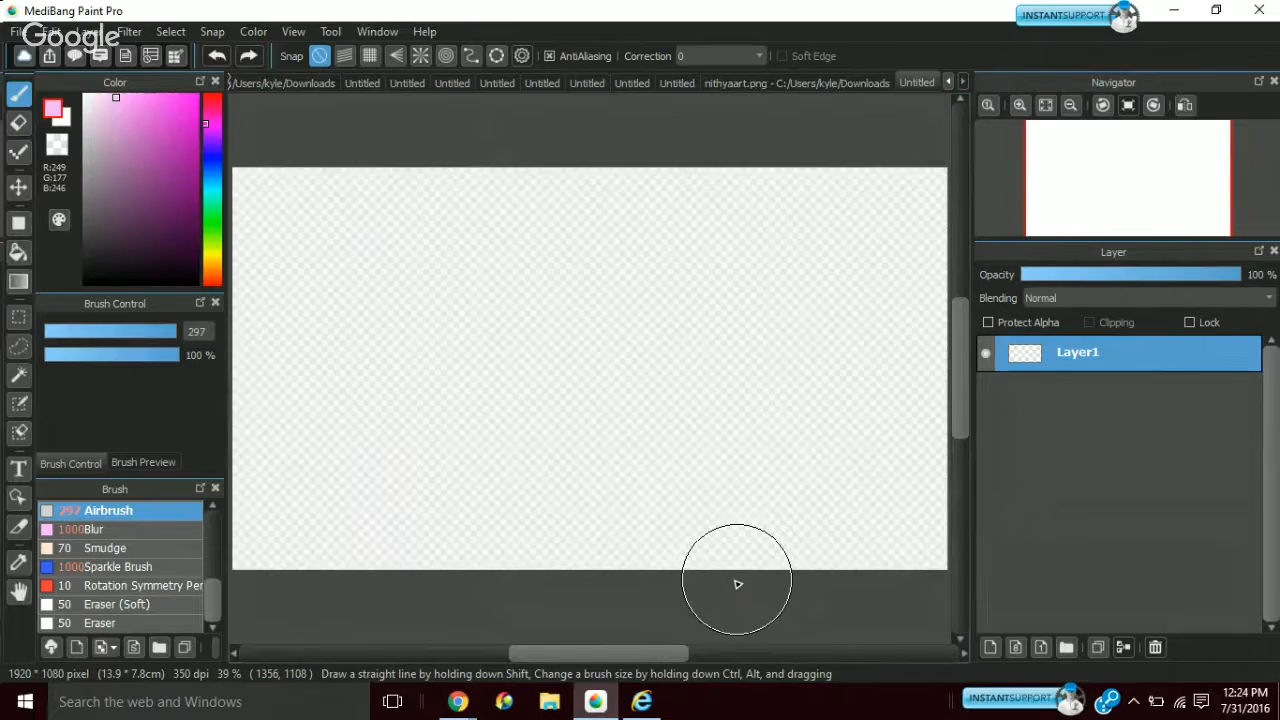 MediBang Paint Pro
INSTANTSUPPORT
File Edit Layer Filter Select Snap Color View Tool Window Help
Google
Snap AntiAliasing Correction 0 Soft Edge
Color
/Users/kyle/Downloads Untitled Untitled Untitled Untitled Untitled Untitled Untitled nithyaart.png - C:/Users/kyle/Downloads Untitled
Navigator
R:249
G:177
B:246
Layer
Opacity 100 %
Blending Normal
Protect Alpha Clipping Lock
Layer1
Brush Control
297
100 %
Brush Control Brush Preview
Brush
297 Airbrush
1000 Blur
70 Smudge
1000 Sparkle Brush
10 Rotation Symmetry Per
50 Eraser (Soft)
50 Eraser
1920 * 1080 pixel (13.9 * 7.8cm) 350 dpi 39 % ( 1356, 1108 ) Draw a straight line by holding down Shift, Change a brush size by holding down Ctrl, Alt, and dragging
Search the web and Windows
INSTANTSUPPORT
12:24 PM
7/31/2016